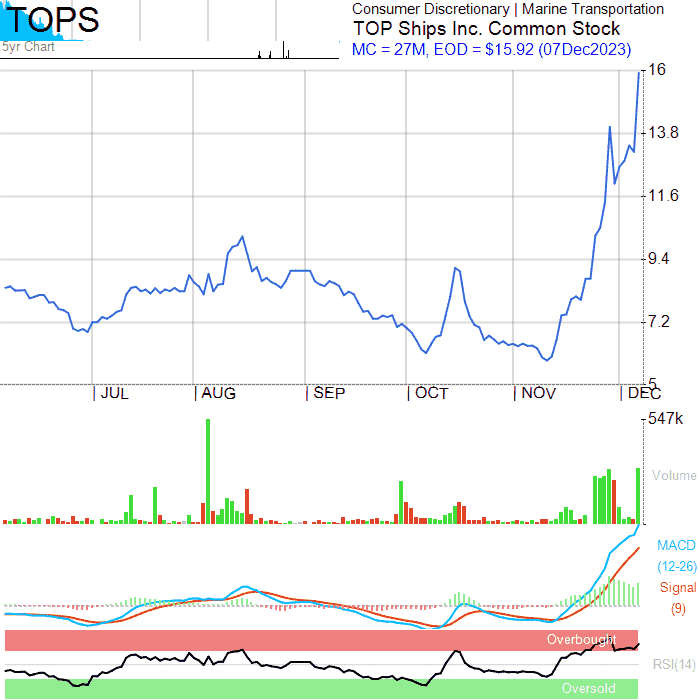 TOPS
5yr Chart
Consumer Discretionary | Marine Transportation
TOP Ships Inc. Common Stock
MC = 27M, EOD = $15.92 (07Dec2023)
16
13.8
11.6
9.4
7.2
5
JUL
AUG
SEP
OCT
NOV
DEC
547k
Volume
MACD
(12-26)
Signal
(9)
Overbought
RSI(14)
Oversold